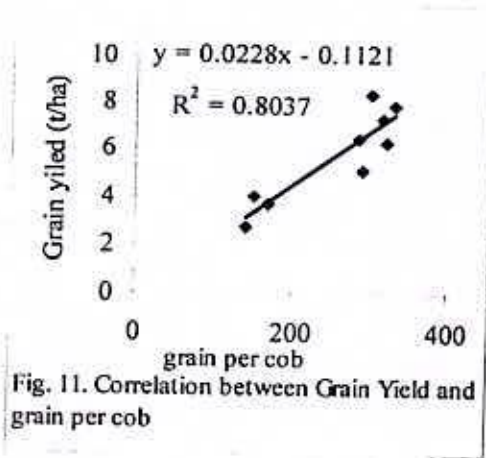 10
y = 0.0228x - 0.1121
8
R² = 0.8037
6
4
2
0
Grain yiled (t/ha)
0 200 400
grain per cob
Fig. 11. Correlation between Grain Yield and
grain per cob